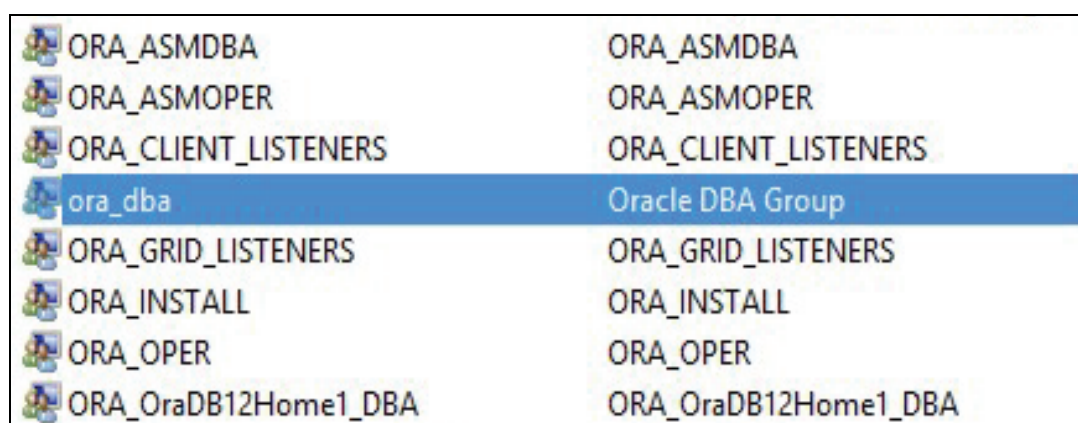 ORA_ASMDBA ORA_ASMDBA
ORA_ASMOPER ORA_ASMOPER
ORA_CLIENT_LISTENERS ORA_CLIENT_LISTENERS
ora_dba Oracle DBA Group
ORA_GRID_LISTENERS ORA_GRID_LISTENERS
ORA_INSTALL ORA_INSTALL
ORA_OPER ORA_OPER
ORA_OraDB12Home1_DBA ORA_OraDB12Home1_DBA